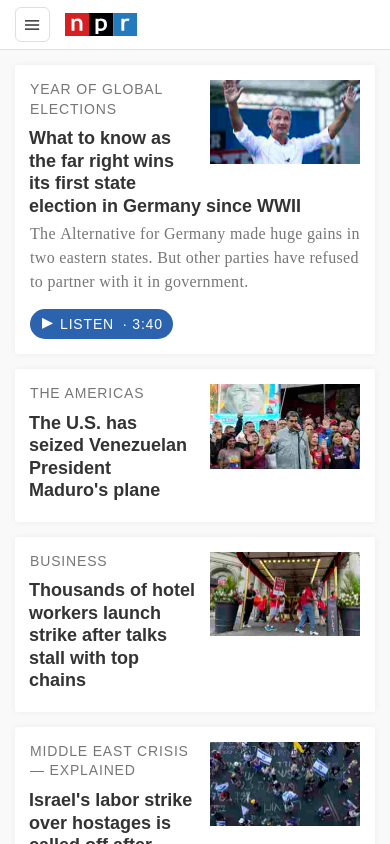 npr
YEAR OF GLOBAL
ELECTIONS
What to know as
the far right wins
its first state
election in Germany since WWII
The Alternative for Germany made huge gains in
two eastern states. But other parties have refused
to partner with it in government.
LISTEN · 3:40
THE AMERICAS
The U.S. has
seized Venezuelan
President
Maduro's plane
BUSINESS
Thousands of hotel
workers launch
strike after talks
stall with top
chains
MIDDLE EAST CRISIS
— EXPLAINED
Israel's labor strike
over hostages is
called off after